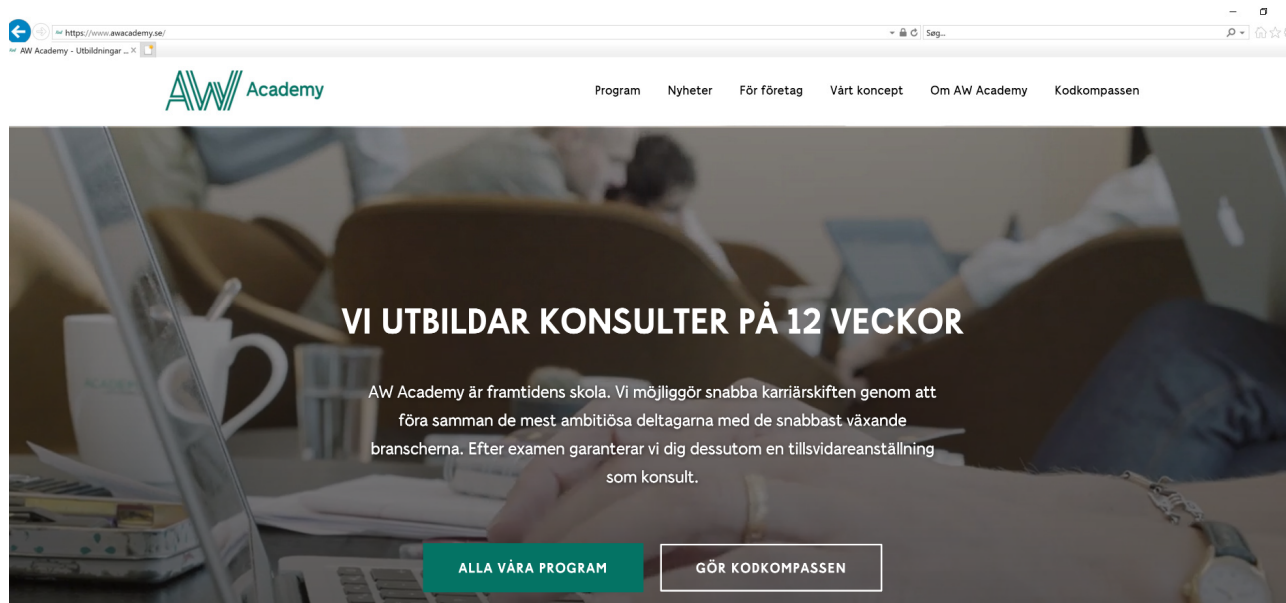 https://www.awacademy.se/
Søg...
AW Academy - Utbildningar ...
AW Academy
Program Nyheter För företag Vårt koncept Om AW Academy Kodkompassen
VI UTBILDAR KONSULTER PÅ 12 VECKOR
AW Academy är framtidens skola. Vi möjliggör snabba karriärskiften genom att
föra samman de mest ambitiösa deltagarna med de snabbast växande
branscherna. Efter examen garanterar vi dig dessutom en tillsvidareanställning
som konsult.
ALLA VÅRA PROGRAM GÖR KODKOMPASSEN